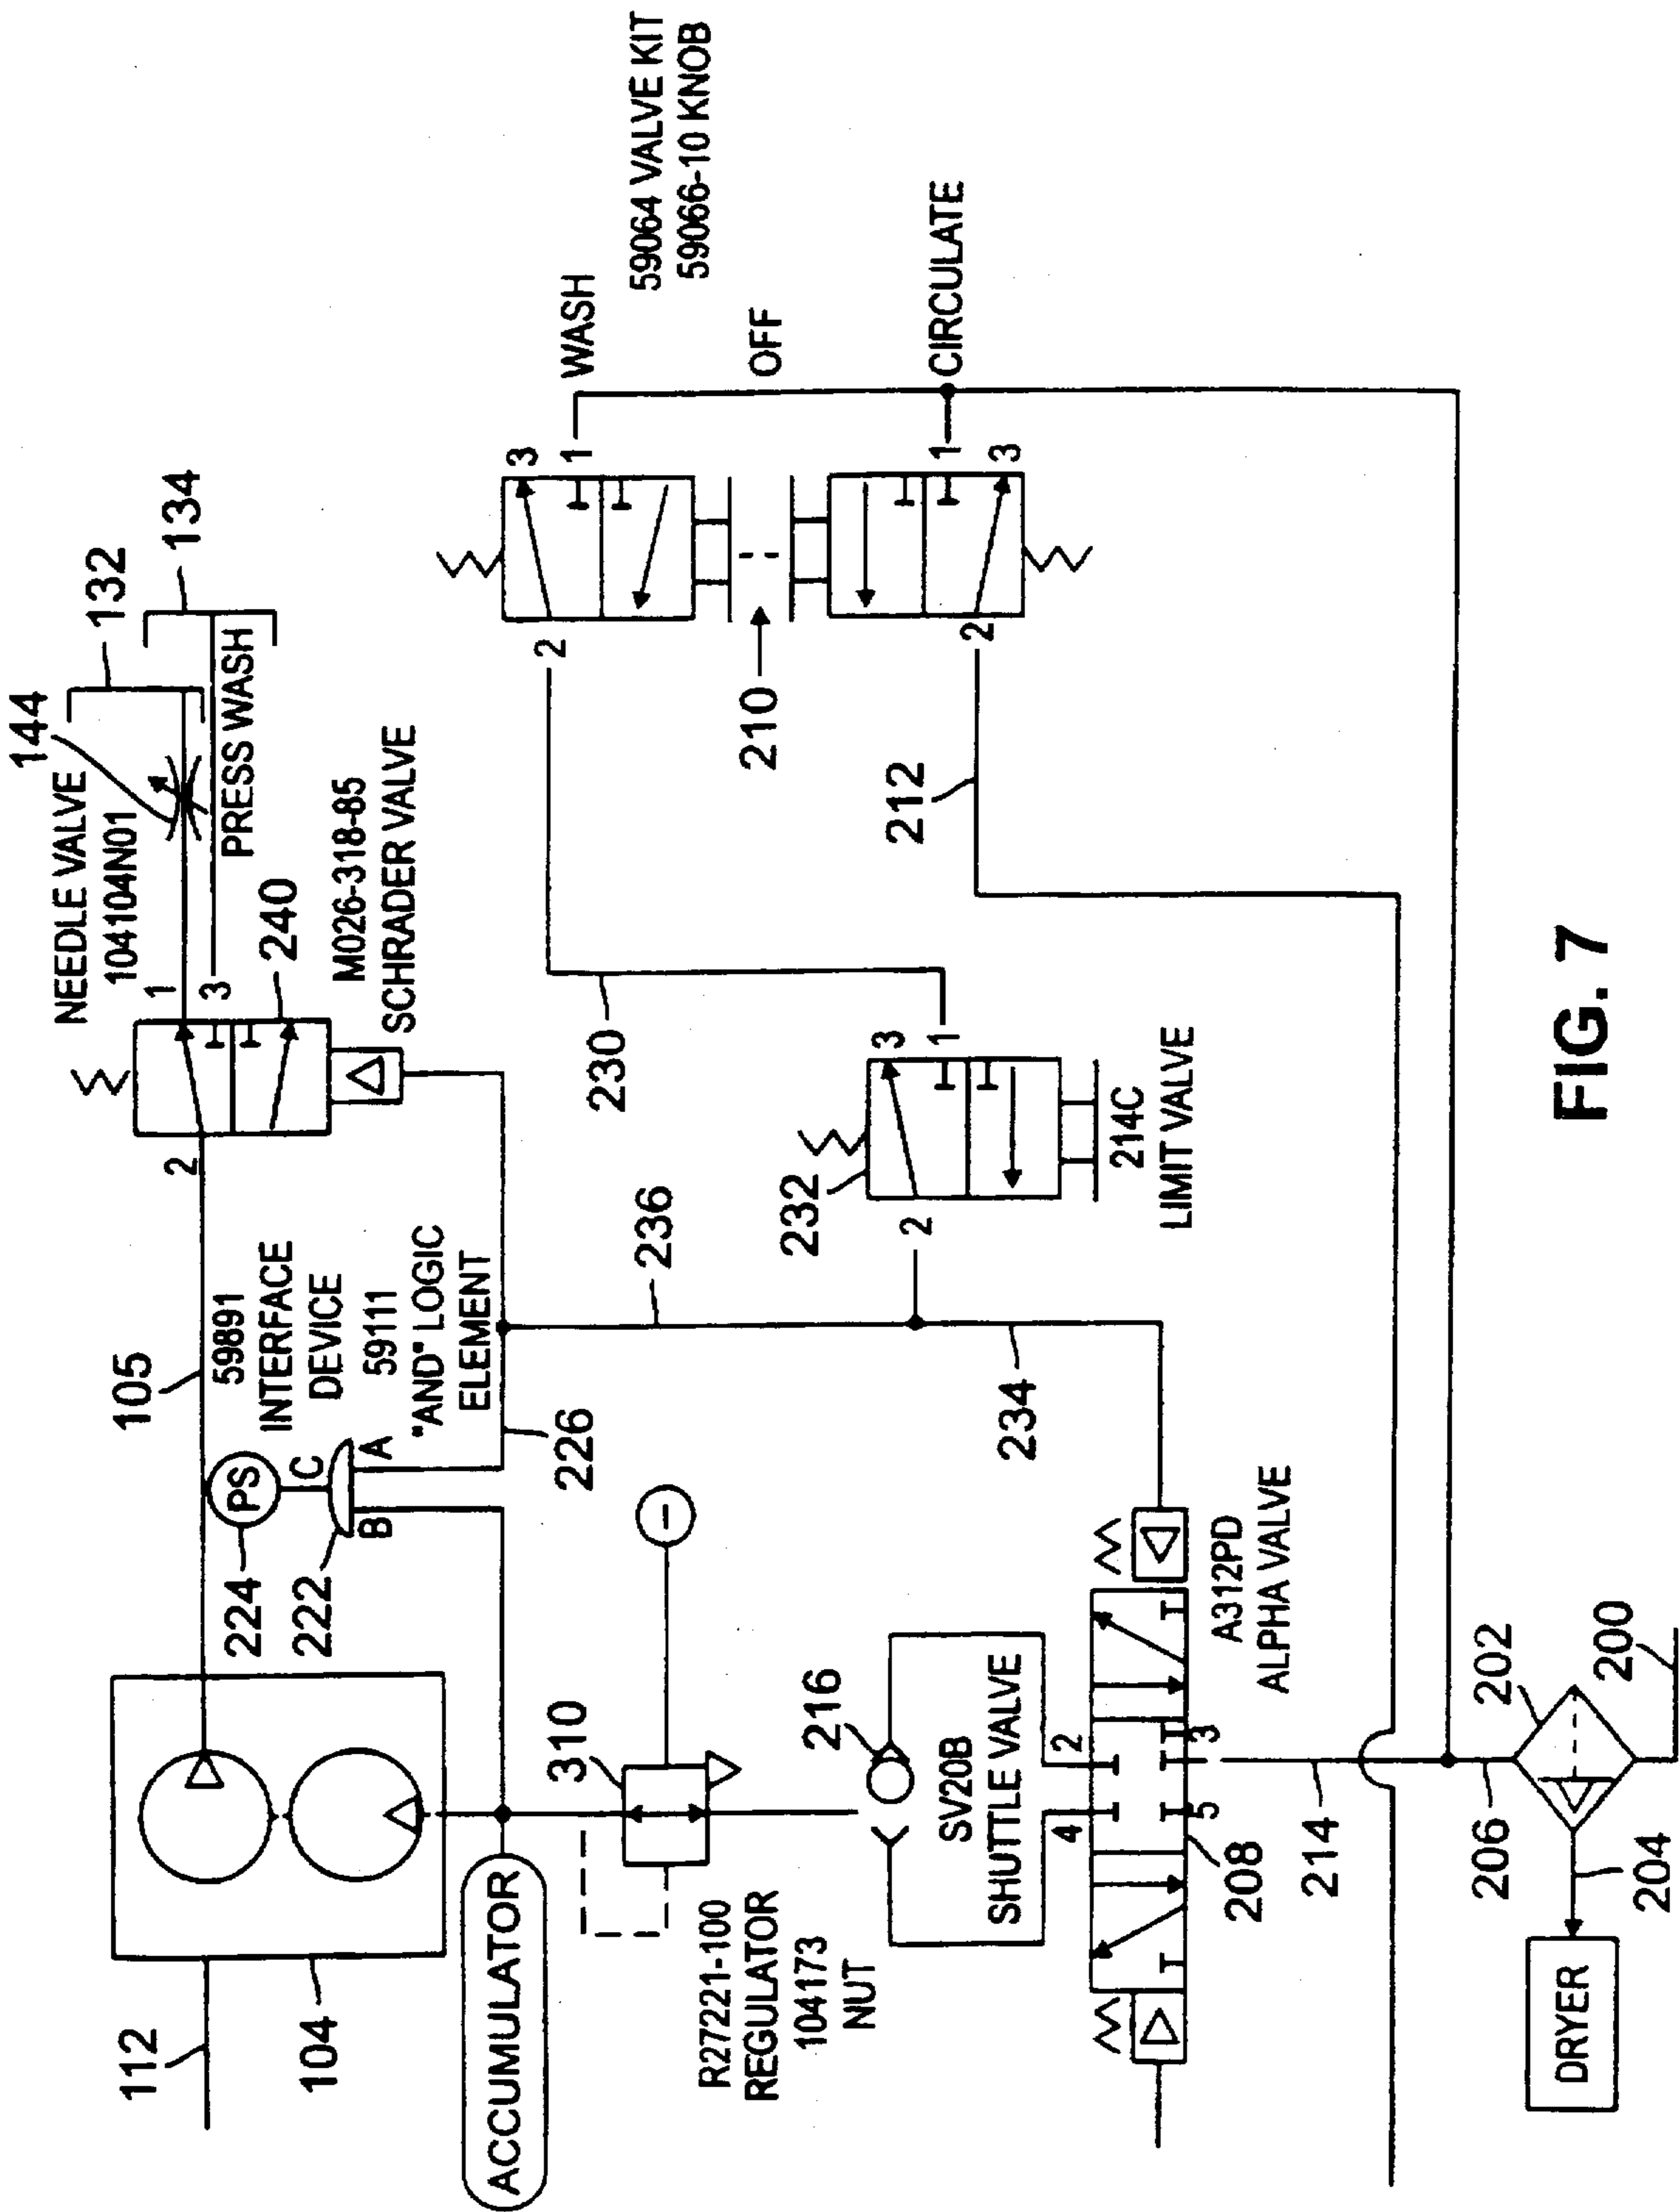 144
NEEDLE VALVE
104104N01
132
134
1
3
PRESS WASH
2
240
M026-318-85
SCHRADER VALVE
105
59891
INTERFACE
DEVICE
59111
"AND" LOGIC
ELEMENT
PS
C
A
B
224
222
226
112
104
ACCUMULATOR
310
R27221-100
REGULATOR
104173
NUT
236
230
232
2
3
1
214C
LIMIT VALVE
234
59064 VALVE KIT
59066-10 KNOB
WASH
OFF
CIRCULATE
3
1
2
210
1
3
2
212
216
SV20B
SHUTTLE VALVE
4
2
5
3
208
A312PD
ALPHA VALVE
214
206
202
200
204
DRYER
FIG. 7